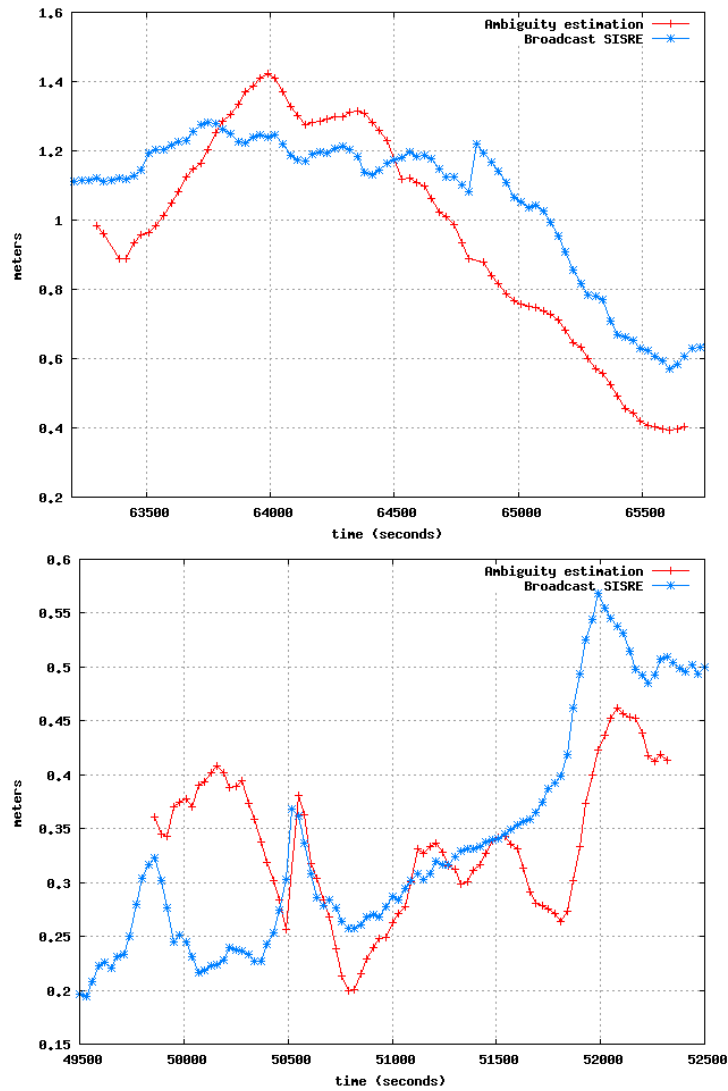 1.6
Ambiguity estimation
Broadcast SISRE
1.4
1.2
1
meters
0.8
0.6
0.4
0.2
63500 64000 64500 65000 65500
time (seconds)
0.6
Ambiguity estimation
Broadcast SISRE
0.55
0.5
0.45
0.4
meters
0.35
0.3
0.25
0.2
0.15
49500 50000 50500 51000 51500 52000 52500
time (seconds)